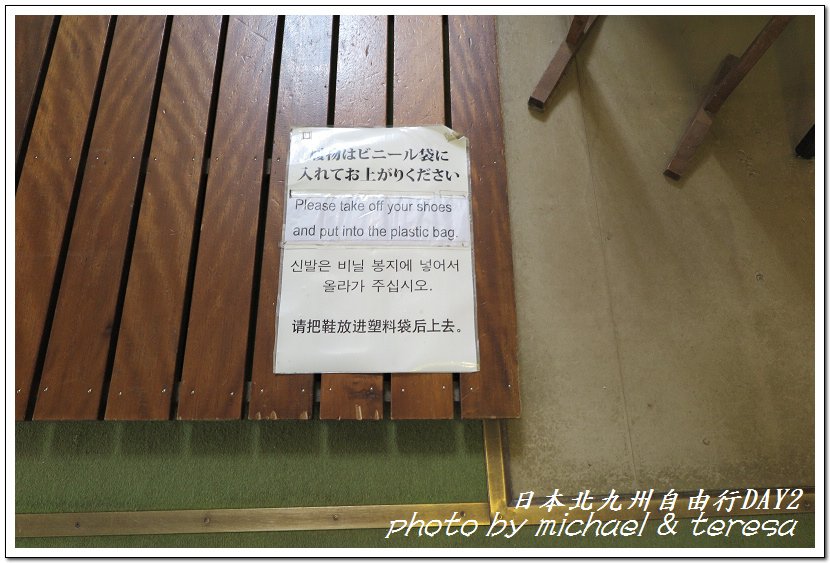 物はビニール袋に
入れてお上がりください
Please take off your shoes
and put into the plastic bag.
신발은 비닐 봉지에 넣어서
올라가 주십시오.
请把鞋放进塑料袋后上去。
日本北九州自由行DAY2
photo by michael & teresa